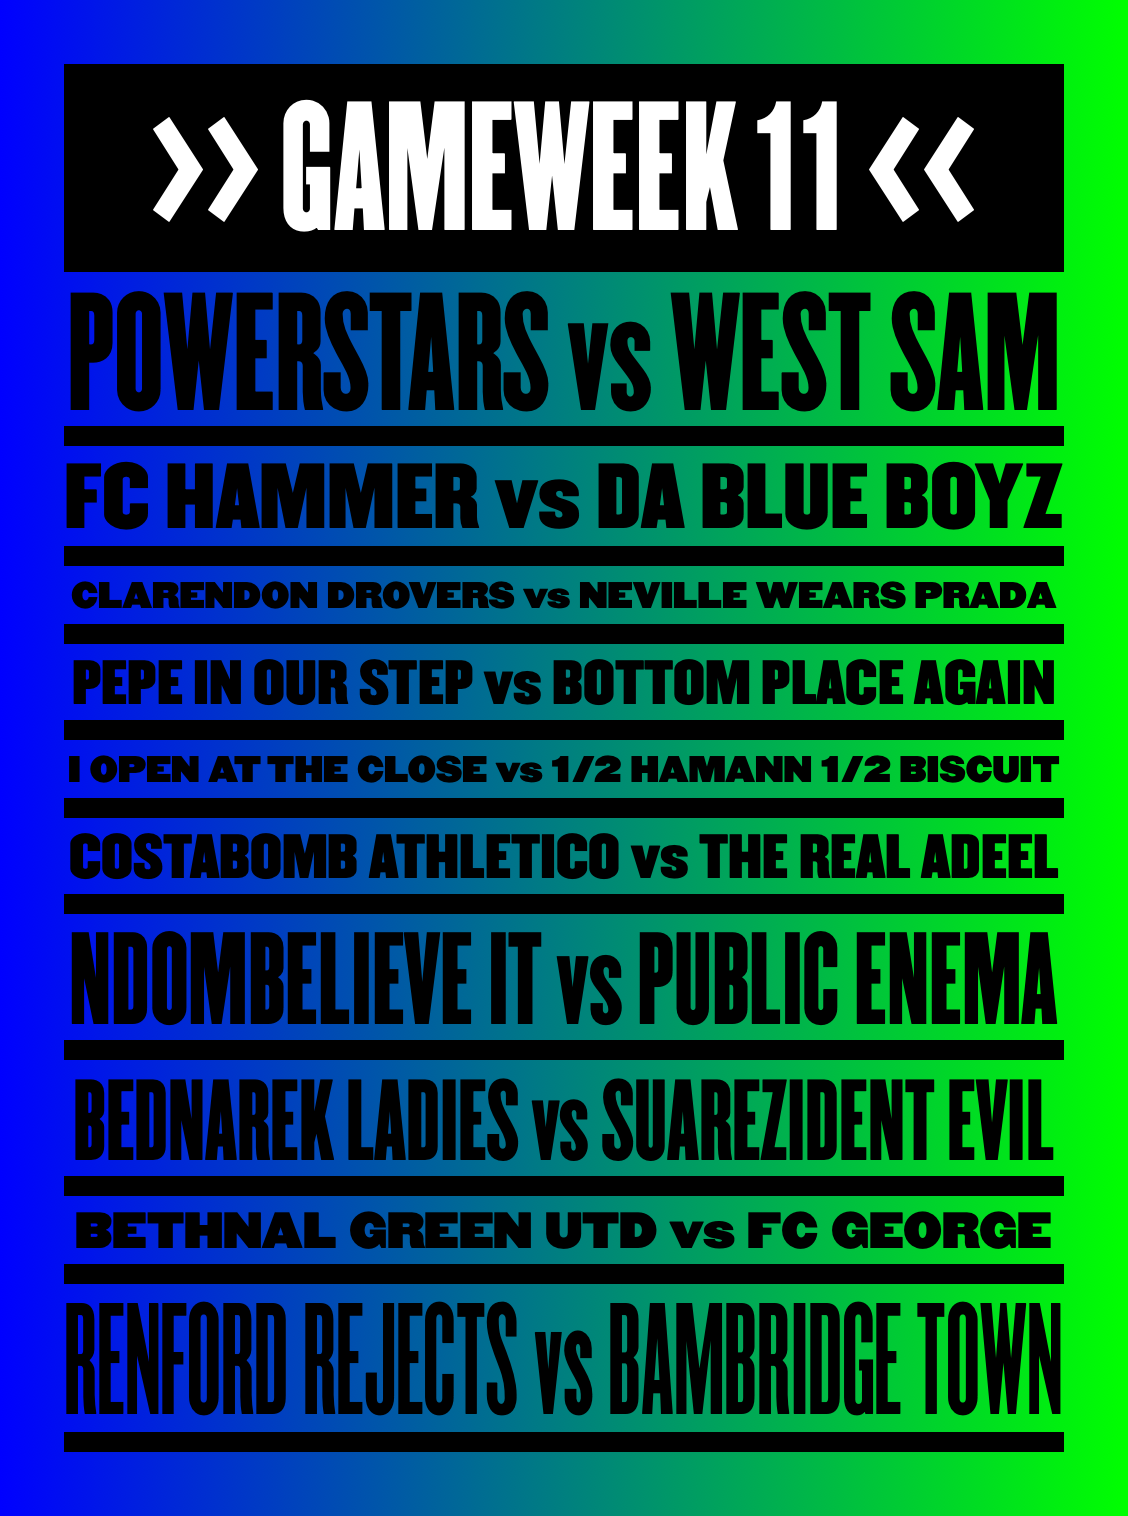 >> GAMEWEEK 11 <<
POWERSTARS vs WEST SAM
FC HAMMER vs DA BLUE BOYZ
CLARENDON DROVERS vs NEVILLE WEARS PRADA
PEPE IN OUR STEP vs BOTTOM PLACE AGAIN
I OPEN AT THE CLOSE vs 1/2 HAMANN 1/2 BISCUIT
COSTABOMB ATHLETICO vs THE REAL ADEEL
NDOMBELIEVE IT vs PUBLIC ENEMA
BEDNAREK LADIES vs SUAREZIDENT EVIL
BETHNAL GREEN UTD vs FC GEORGE
RENFORD REJECTS vs BAMBRIDGE TOWN